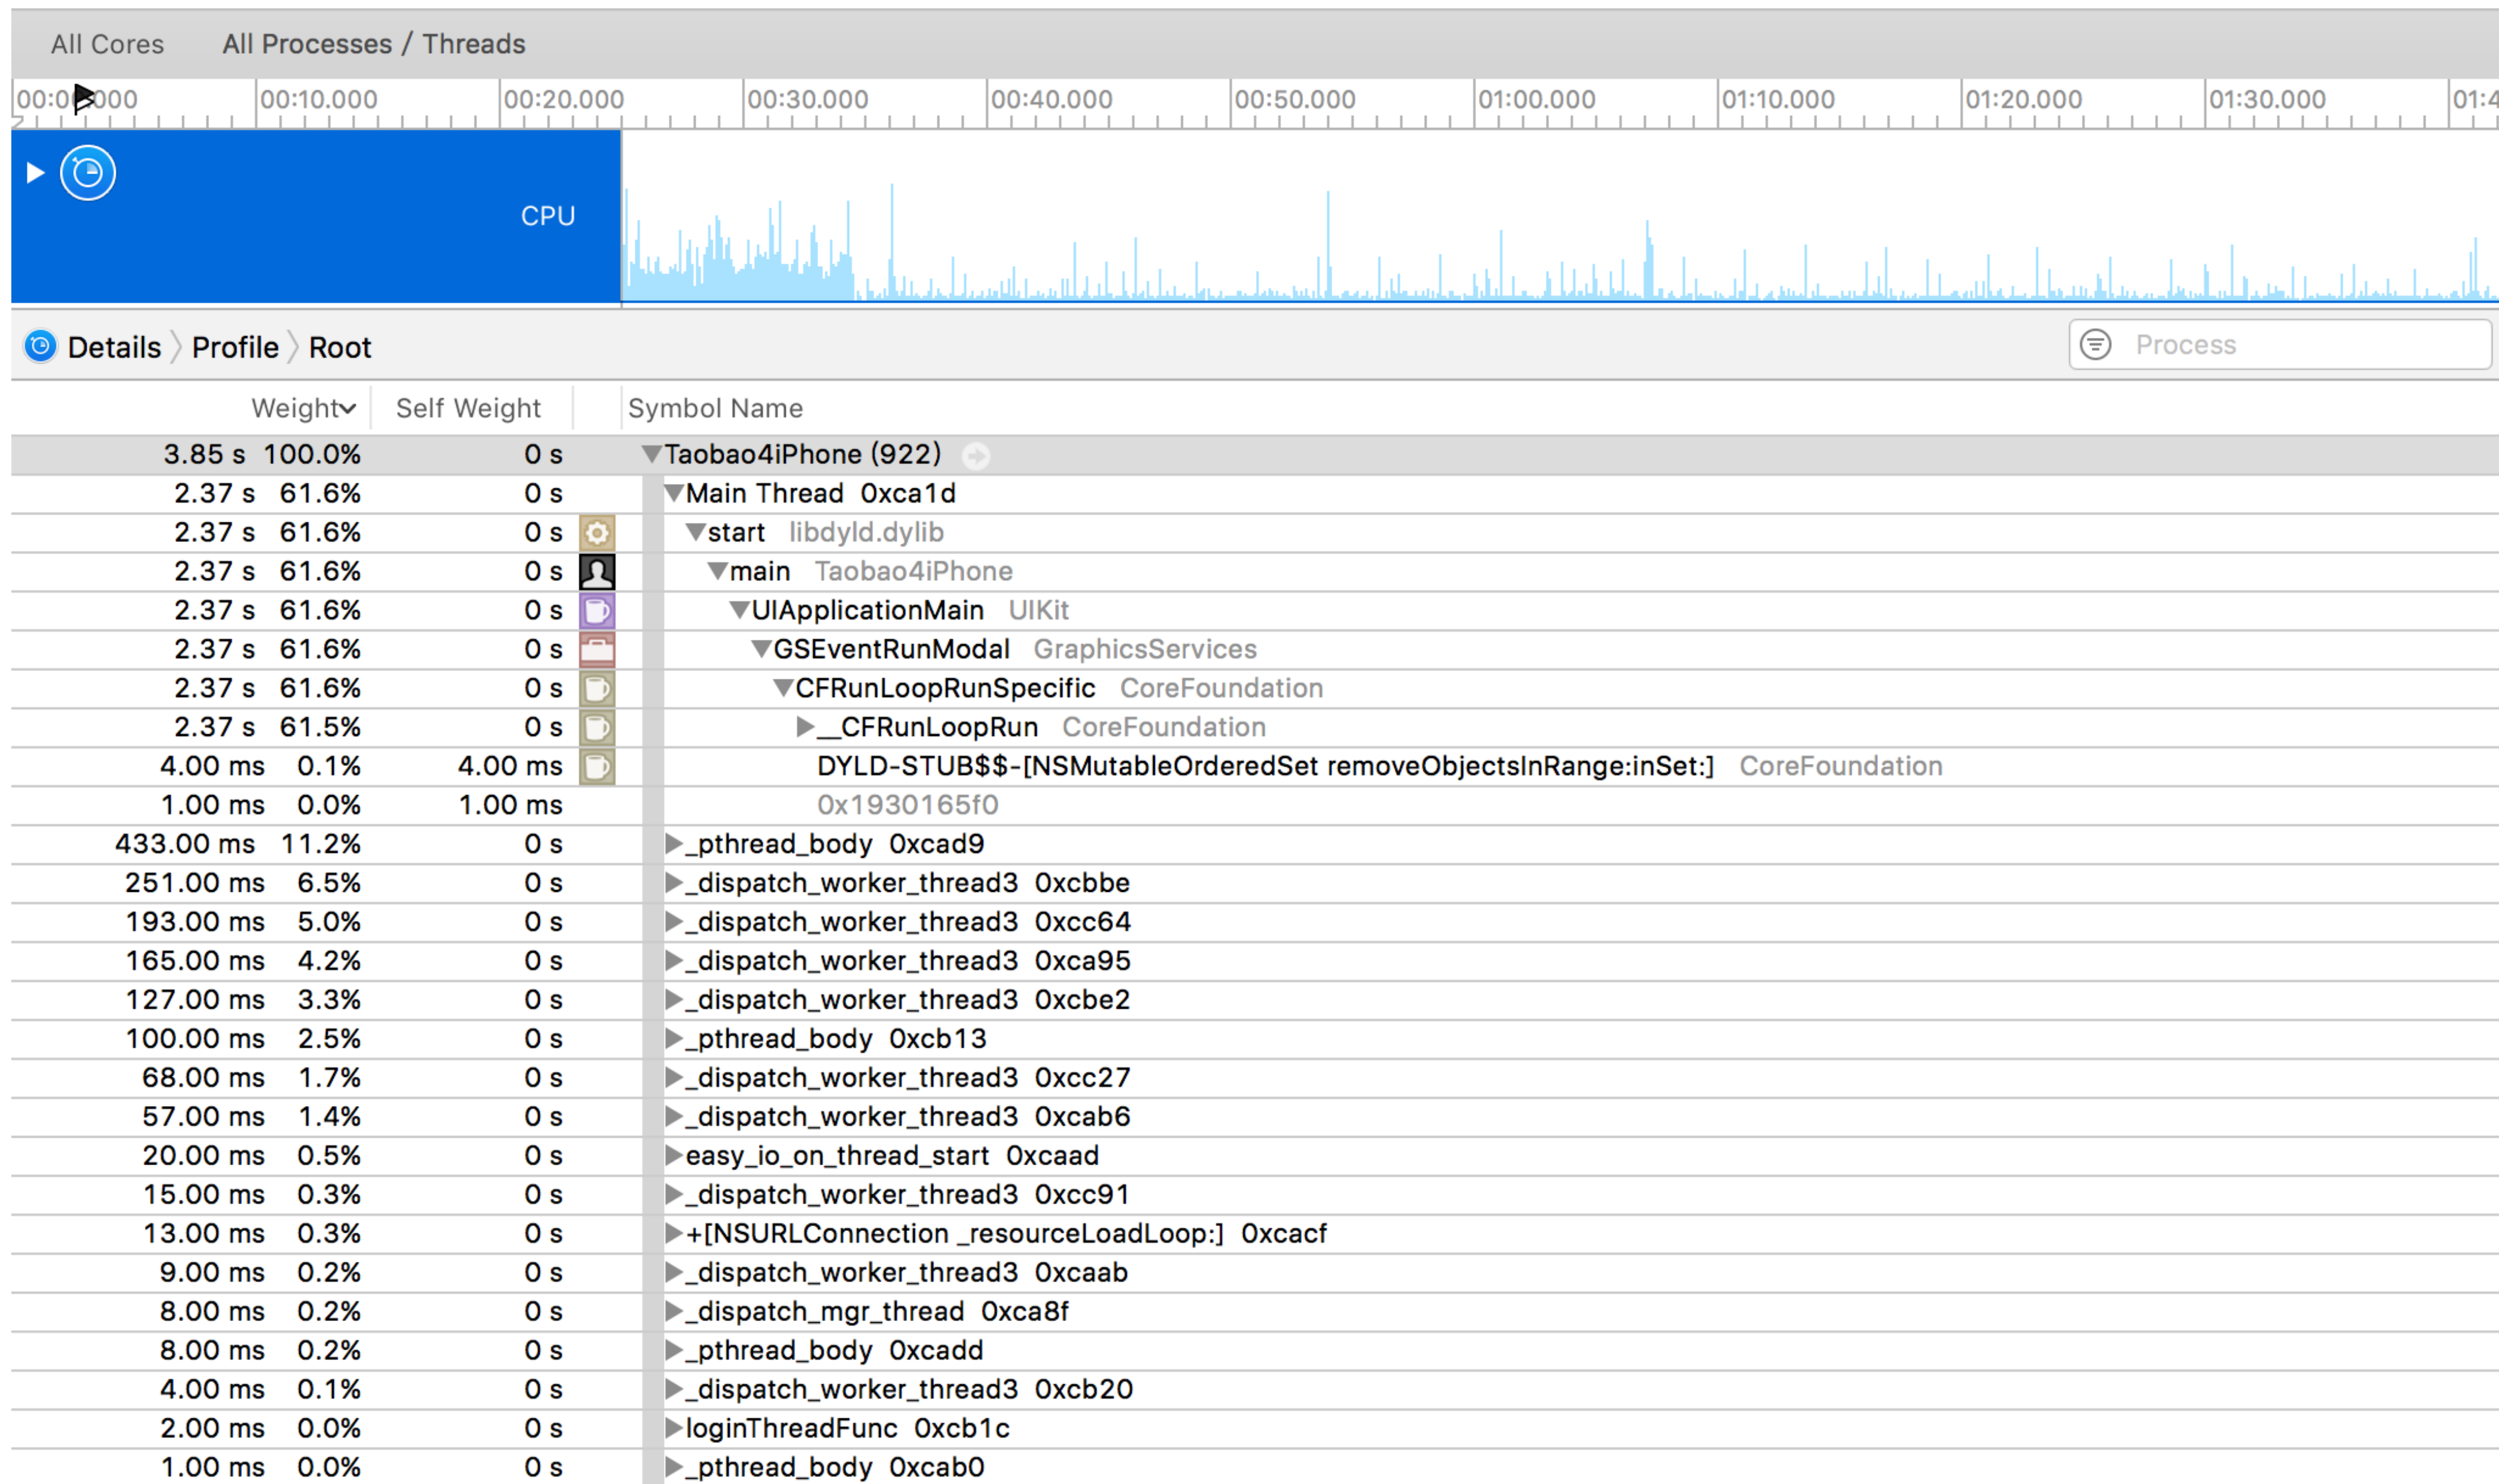 All Cores All Processes / Threads
00:10.000 00:20.000 00:30.000 00:40.000 00:50.000 01:00.000 01:10.000 01:20.000 01:30.000
CPU
Details Profile Root Process
Weight Self Weight Symbol Name
3.85 s 100.0% 0 s Taobao4iPhone (922)
2.37 s 61.6% 0 s Main Thread 0xca1d
2.37 s 61.6% 0 s start libdyld.dylib
2.37 s 61.6% 0 s main Taobao4iPhone
2.37 s 61.6% 0 s UIApplicationMain UIKit
2.37 s 61.6% 0 s GSEventRunModal GraphicsServices
2.37 s 61.6% 0 s CFRunLoopRunSpecific CoreFoundation
2.37 s 61.5% 0 s __CFRunLoopRun CoreFoundation
4.00 ms 0.1% 4.00 ms DYLD-STUB$$-[NSMutableOrderedSet removeObjectsInRange:inSet:] CoreFoundation
1.00 ms 0.0% 1.00 ms 0x1930165f0
433.00 ms 11.2% 0 s _pthread_body 0xcad9
251.00 ms 6.5% 0 s _dispatch_worker_thread3 0xcbbe
193.00 ms 5.0% 0 s _dispatch_worker_thread3 0xcc64
165.00 ms 4.2% 0 s _dispatch_worker_thread3 0xca95
127.00 ms 3.3% 0 s _dispatch_worker_thread3 0xcbe2
100.00 ms 2.5% 0 s _pthread_body 0xcb13
68.00 ms 1.7% 0 s _dispatch_worker_thread3 0xcc27
57.00 ms 1.4% 0 s _dispatch_worker_thread3 0xcab6
20.00 ms 0.5% 0 s easy_io_on_thread_start 0xcaad
15.00 ms 0.3% 0 s _dispatch_worker_thread3 0xcc91
13.00 ms 0.3% 0 s +[NSURLConnection _resourceLoadLoop:] 0xcacf
9.00 ms 0.2% 0 s _dispatch_worker_thread3 0xcaab
8.00 ms 0.2% 0 s _dispatch_mgr_thread 0xca8f
8.00 ms 0.2% 0 s _pthread_body 0xcadd
4.00 ms 0.1% 0 s _dispatch_worker_thread3 0xcb20
2.00 ms 0.0% 0 s loginThreadFunc 0xcb1c
1.00 ms 0.0% 0 s _pthread_body 0xcab0